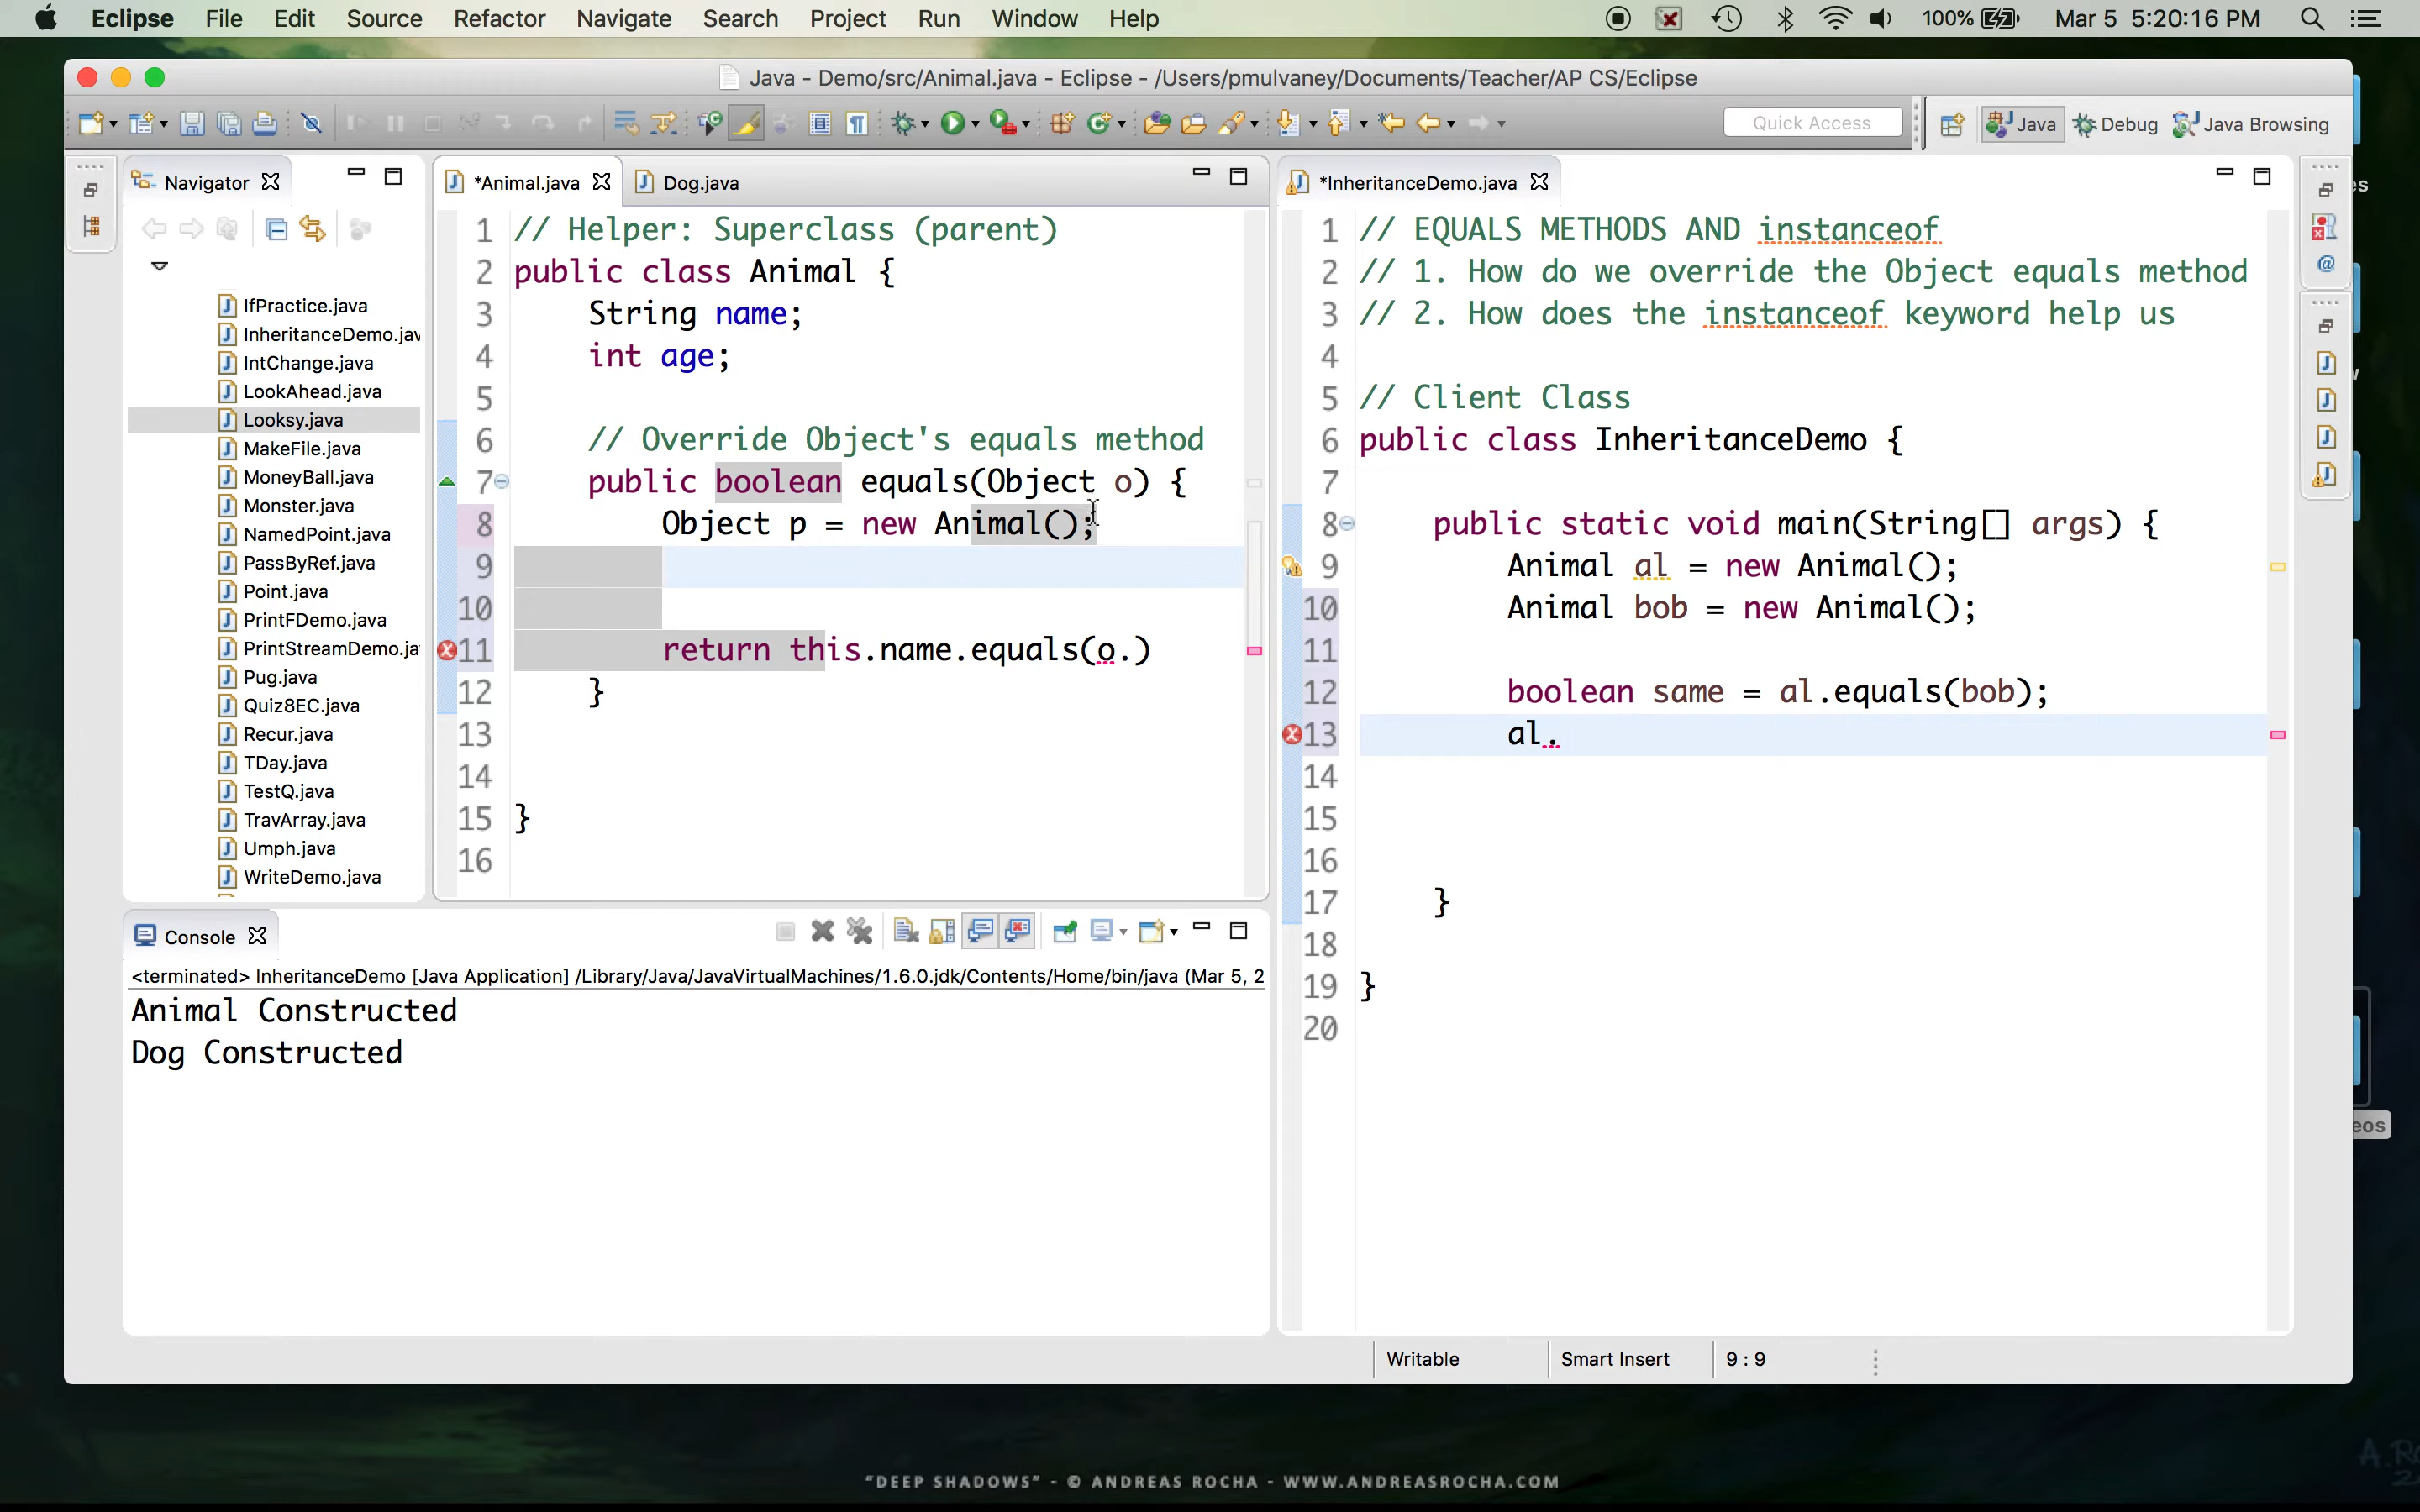 Eclipse File Edit Source Refactor Navigate Search Project Run Window Help 100% Mar 5 5:20:16 PM
Java - Demo/src/Animal.java - Eclipse - /Users/pmulvaney/Documents/Teacher/AP CS/Eclipse
Quick Access Java Debug Java Browsing
Navigator
IfPractice.java
InheritanceDemo.jav
IntChange.java
LookAhead.java
Looksy.java
MakeFile.java
MoneyBall.java
Monster.java
NamedPoint.java
PassByRef.java
Point.java
PrintFDemo.java
PrintStreamDemo.ja
Pug.java
Quiz8EC.java
Recur.java
TDay.java
TestQ.java
TravArray.java
Umph.java
WriteDemo.java
*Animal.java Dog.java
1 // Helper: Superclass (parent)
2 public class Animal {
3 String name;
4 int age;
5
6 // Override Object's equals method
7 public boolean equals(Object o) {
8 Object p = new Animal();
9
10
11 return this.name.equals(o.)
12 }
13
14
15 }
16
*InheritanceDemo.java
1 // EQUALS METHODS AND instanceof
2 // 1. How do we override the Object equals method
3 // 2. How does the instanceof keyword help us
4
5 // Client Class
6 public class InheritanceDemo {
7
8 public static void main(String[] args) {
9 Animal al = new Animal();
10 Animal bob = new Animal();
11
12 boolean same = al.equals(bob);
13 al.
14
15
16
17 }
18
19 }
20
Console
<terminated> InheritanceDemo [Java Application] /Library/Java/JavaVirtualMachines/1.6.0.jdk/Contents/Home/bin/java (Mar 5, 2
Animal Constructed
Dog Constructed
Writable Smart Insert 9 : 9
es
eos
"DEEP SHADOWS" - © ANDREAS ROCHA - WWW.ANDREASROCHA.COM